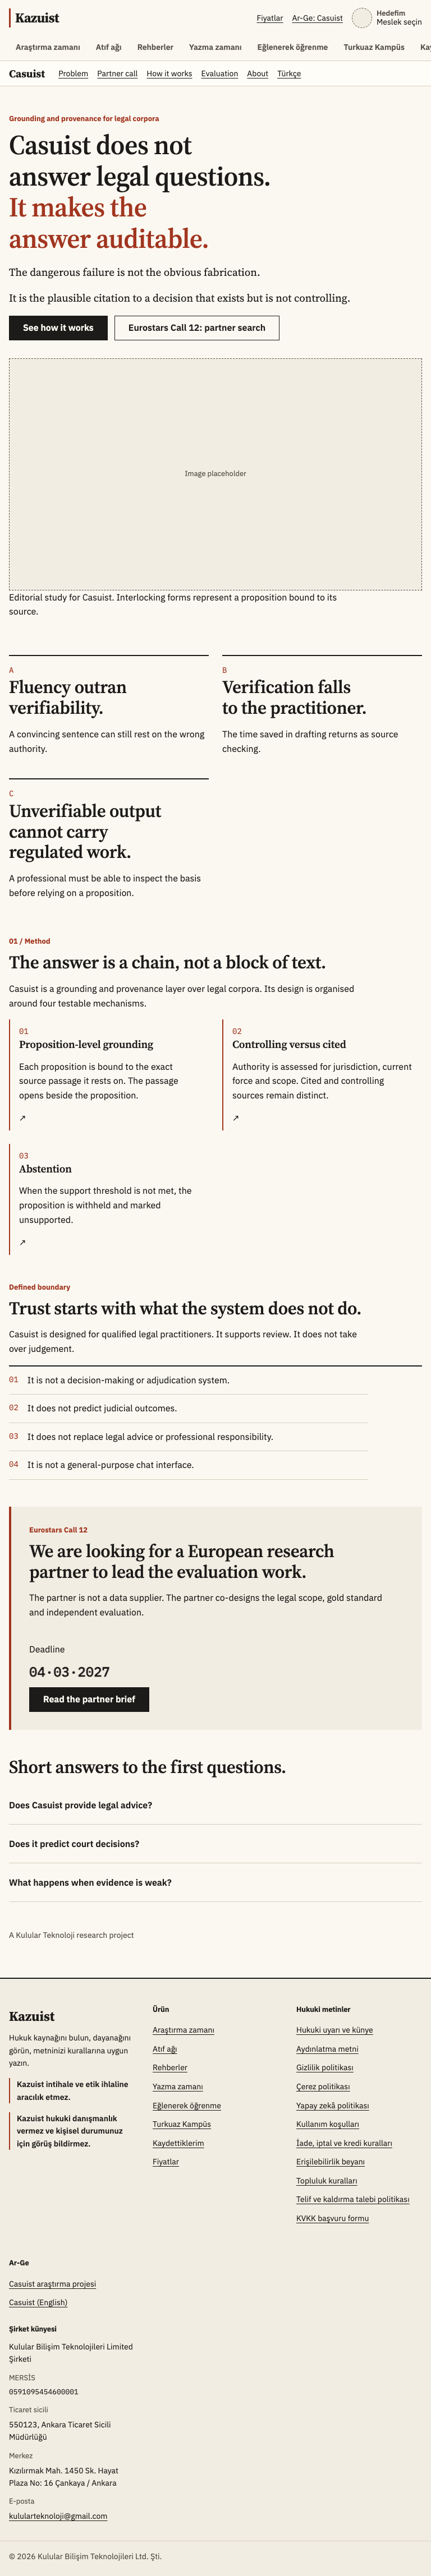 Kazuist
Fiyatlar
Ar-Ge: Casuist
Hedefim
Meslek seçin
Araştırma zamanı
Atıf ağı
Rehberler
Yazma zamanı
Eğlenerek öğrenme
Turkuaz Kampüs
Casuist
Problem
Partner call
How it works
Evaluation
About
Türkçe
Grounding and provenance for legal corpora
Casuist does not
answer legal questions.
It makes the
answer auditable.
The dangerous failure is not the obvious fabrication.
It is the plausible citation to a decision that exists but is not controlling.
See how it works
Eurostars Call 12: partner search
Image placeholder
Editorial study for Casuist. Interlocking forms represent a proposition bound to its
source.
A
Fluency outran
verifiability.
A convincing sentence can still rest on the wrong
authority.
B
Verification falls
to the practitioner.
The time saved in drafting returns as source
checking.
C
Unverifiable output
cannot carry
regulated work.
A professional must be able to inspect the basis
before relying on a proposition.
01 / Method
The answer is a chain, not a block of text.
Casuist is a grounding and provenance layer over legal corpora. Its design is organised
around four testable mechanisms.
01
Proposition-level grounding
Each proposition is bound to the exact
source passage it rests on. The passage
opens beside the proposition.
↗
02
Controlling versus cited
Authority is assessed for jurisdiction, current
force and scope. Cited and controlling
sources remain distinct.
↗
03
Abstention
When the support threshold is not met, the
proposition is withheld and marked
unsupported.
↗
Defined boundary
Trust starts with what the system does not do.
Casuist is designed for qualified legal practitioners. It supports review. It does not take
over judgement.
01 It is not a decision-making or adjudication system.
02 It does not predict judicial outcomes.
03 It does not replace legal advice or professional responsibility.
04 It is not a general-purpose chat interface.
Eurostars Call 12
We are looking for a European research
partner to lead the evaluation work.
The partner is not a data supplier. The partner co-designs the legal scope, gold standard
and independent evaluation.
Deadline
04·03·2027
Read the partner brief
Short answers to the first questions.
Does Casuist provide legal advice?
Does it predict court decisions?
What happens when evidence is weak?
A Kulular Teknoloji research project
Kazuist
Hukuk kaynağını bulun, dayanağını
görün, metninizi kurallarına uygun
yazın.
Kazuist intihale ve etik ihlaline
aracılık etmez.
Kazuist hukuki danışmanlık
vermez ve kişisel durumunuz
için görüş bildirmez.
Ürün
Araştırma zamanı
Atıf ağı
Rehberler
Yazma zamanı
Eğlenerek öğrenme
Turkuaz Kampüs
Kaydettiklerim
Fiyatlar
Hukuki metinler
Hukuki uyarı ve künye
Aydınlatma metni
Gizlilik politikası
Çerez politikası
Yapay zekâ politikası
Kullanım koşulları
İade, iptal ve kredi kuralları
Erişilebilirlik beyanı
Topluluk kuralları
Telif ve kaldırma talebi politikası
KVKK başvuru formu
Ar-Ge
Casuist araştırma projesi
Casuist (English)
Şirket künyesi
Kulular Bilişim Teknolojileri Limited
Şirketi
MERSİS
0591095454600001
Ticaret sicili
550123, Ankara Ticaret Sicili
Müdürlüğü
Merkez
Kızılırmak Mah. 1450 Sk. Hayat
Plaza No: 16 Çankaya / Ankara
E-posta
kulularteknoloji@gmail.com
© 2026 Kulular Bilişim Teknolojileri Ltd. Şti.